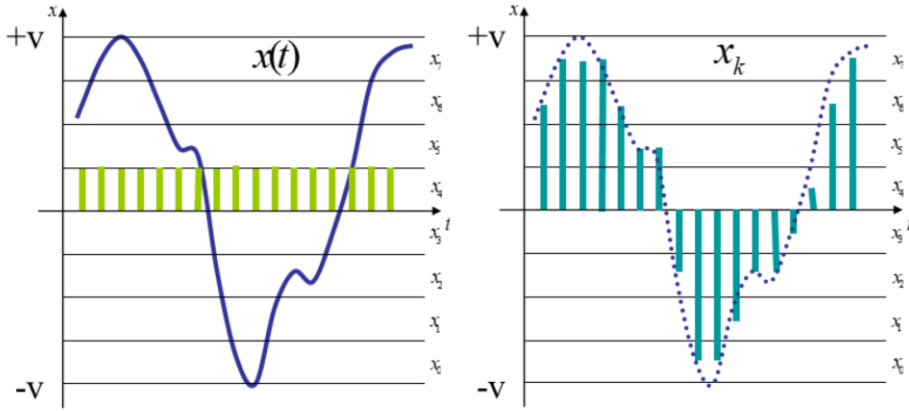 x
+v
x(t)
x₇
x₆
x₅
x₄
t
x₃
x₂
x₁
x₀
-v
x
+v
xₖ
x₇
x₆
x₅
x₄
t
x₃
x₂
x₁
x₀
-v